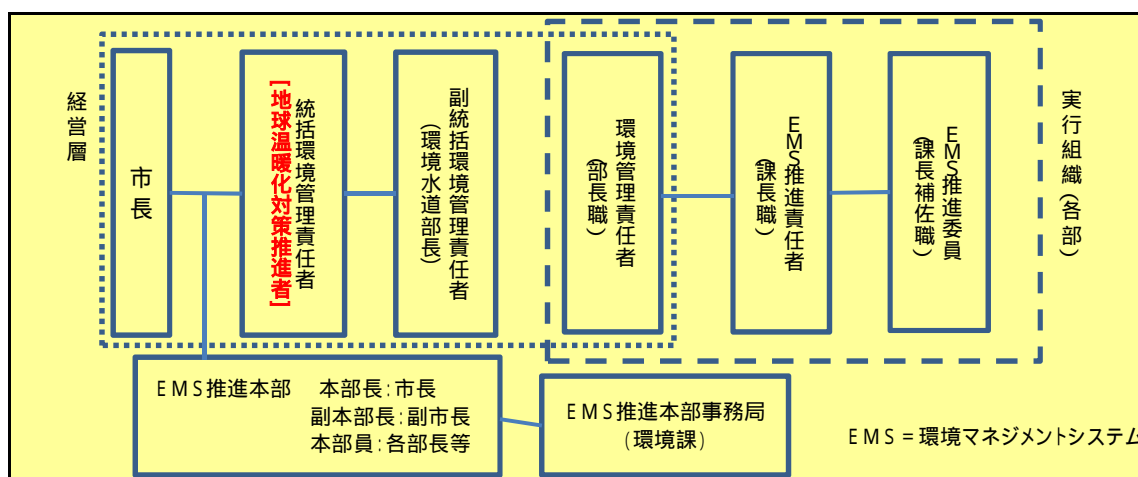 経営層
市長
統括環境管理責任者
[地球温暖化対策推進者]
副統括環境管理責任者
(環境水道部長)
環境管理責任者
(部長職)
EMS推進責任者
(課長職)
EMS推進委員
(課長補佐職)
実行組織(各部)
EMS推進本部 本部長:市長
副本部長:副市長
本部員:各部長等
EMS推進本部事務局
(環境課)
EMS=環境マネジメントシステム